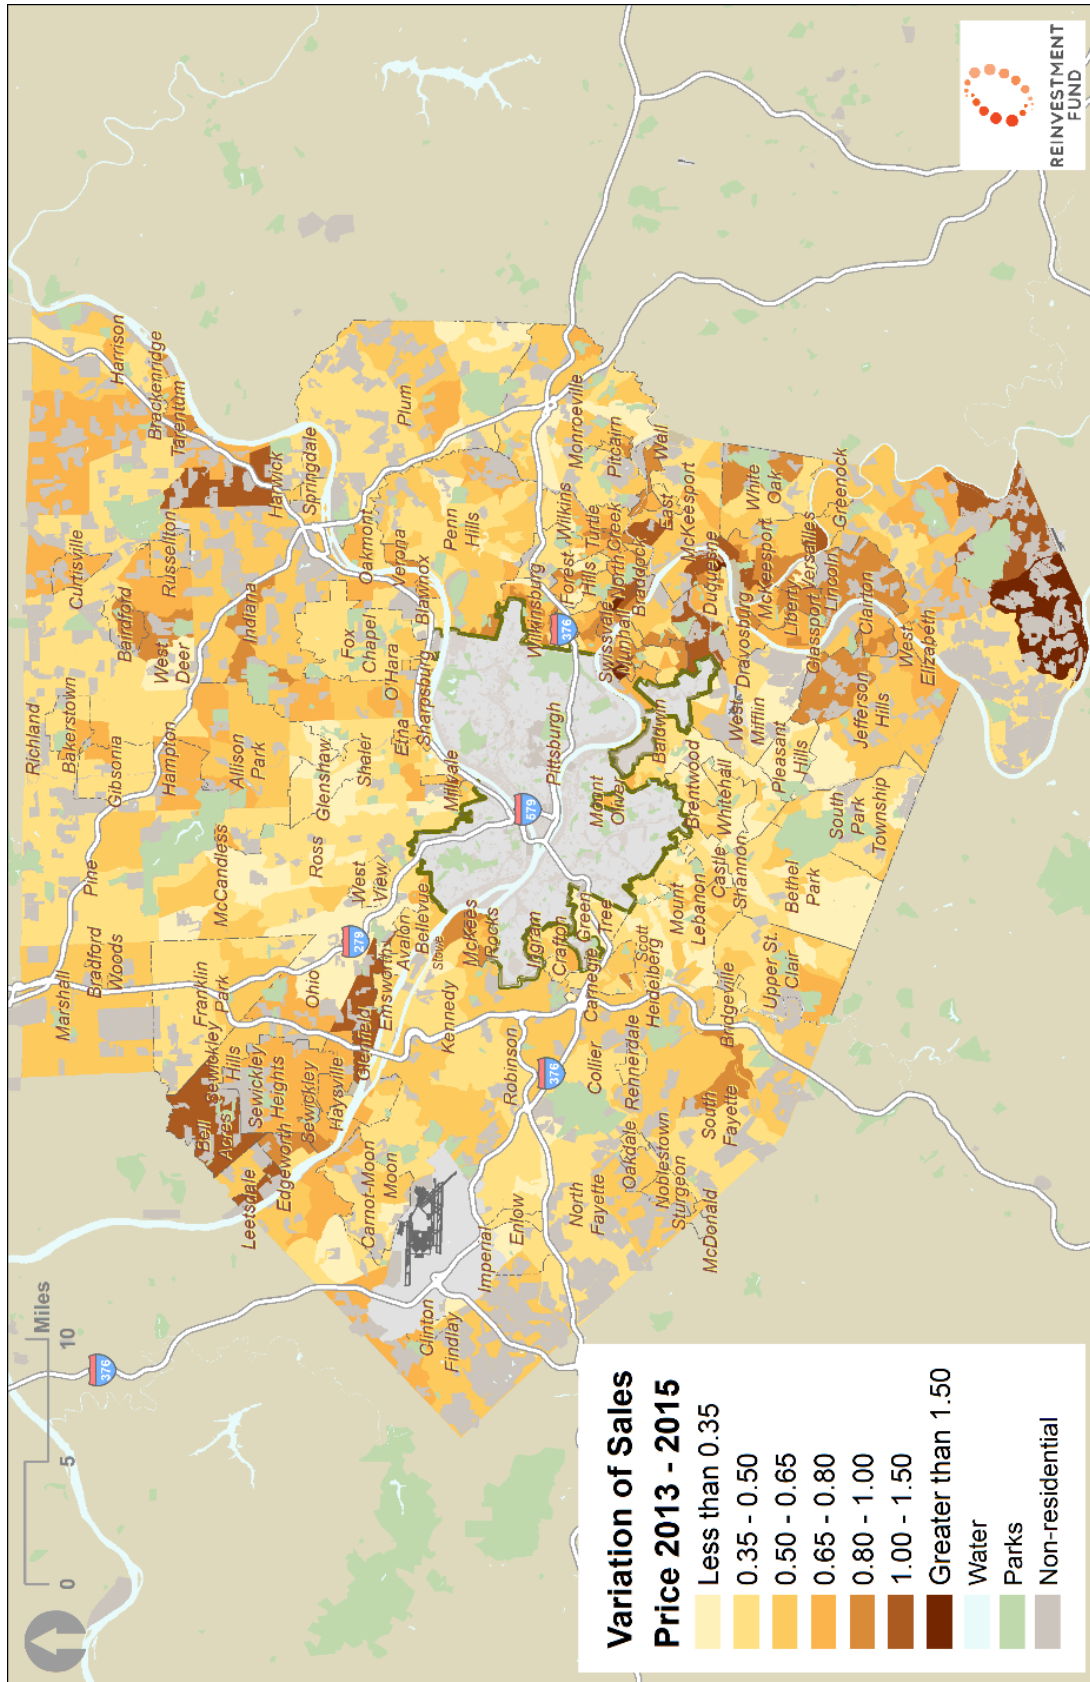 0
5
10
Miles
376
Variation of Sales
Price 2013 - 2015
Less than 0.35
0.35 - 0.50
0.50 - 0.65
0.65 - 0.80
0.80 - 1.00
1.00 - 1.50
Greater than 1.50
Water
Parks
Non-residential
Marshall
Bradford
Woods
Pine
Richland
Bakerstown
Gibsonia
Curtisville
Bairdford
West
Deer
Russellton
Harrison
Brackenridge
Tarentum
Hampton
Allison
Park
Indiana
Harwick
Springdale
McCandless
Franklin
Park
Sewickley
Hills
Bell
Acres
Sewickley
Heights
Leetsdale
Edgeworth
Sewickley
Haysville
Glenfield
Ohio
279
Emsworth
Ross
West
View
Avalon
Bellevue
Stowe
Glenshaw
Shaler
Millvale
Etna
Sharpsburg
Fox
Chapel
O'Hara
Blawnox
Oakmont
Verona
Plum
Penn
Hills
Carnot-Moon
Moon
Clinton
Findlay
Imperial
Enlow
Kennedy
McKees
Rocks
Robinson
376
Ingram
Crafton
Green
Tree
Carnegie
Scott
Heidelberg
Collier
Rennerdale
North
Fayette
Oakdale
Noblestown
Sturgeon
McDonald
South
Fayette
Bridgeville
Upper St.
Clair
Mount
Lebanon
Castle
Shannon
Bethel
Park
South
Park
Township
579
Pittsburgh
Mount
Oliver
Brentwood
Whitehall
Baldwin
Pleasant
Hills
West
Mifflin
Jefferson
Hills
Wilkinsburg
376
Forest
Hills
Wilkins
Turtle
Creek
Monroeville
Pitcairn
Wall
Swissvale
Munhall
North
Braddock
East
McKeesport
Duquesne
Dravosburg
McKeesport
White
Oak
Liberty
Versailles
Glassport
Lincoln
Greenock
Clairton
West
Elizabeth
REINVESTMENT
FUND